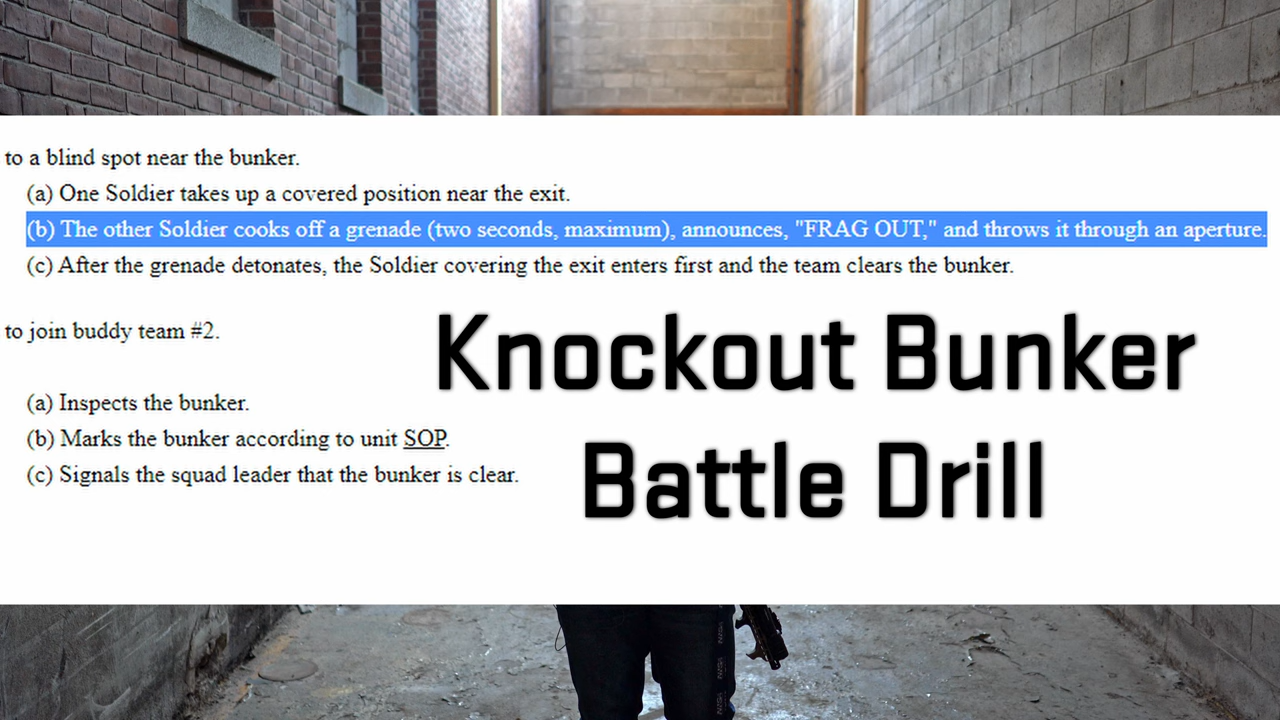 to a blind spot near the bunker.
(a) One Soldier takes up a covered position near the exit.
(b) The other Soldier cooks off a grenade (two seconds, maximum), announces, "FRAG OUT," and throws it through an aperture.
(c) After the grenade detonates, the Soldier covering the exit enters first and the team clears the bunker.
to join buddy team #2.
(a) Inspects the bunker.
(b) Marks the bunker according to unit SOP.
(c) Signals the squad leader that the bunker is clear.
Knockout Bunker
Battle Drill